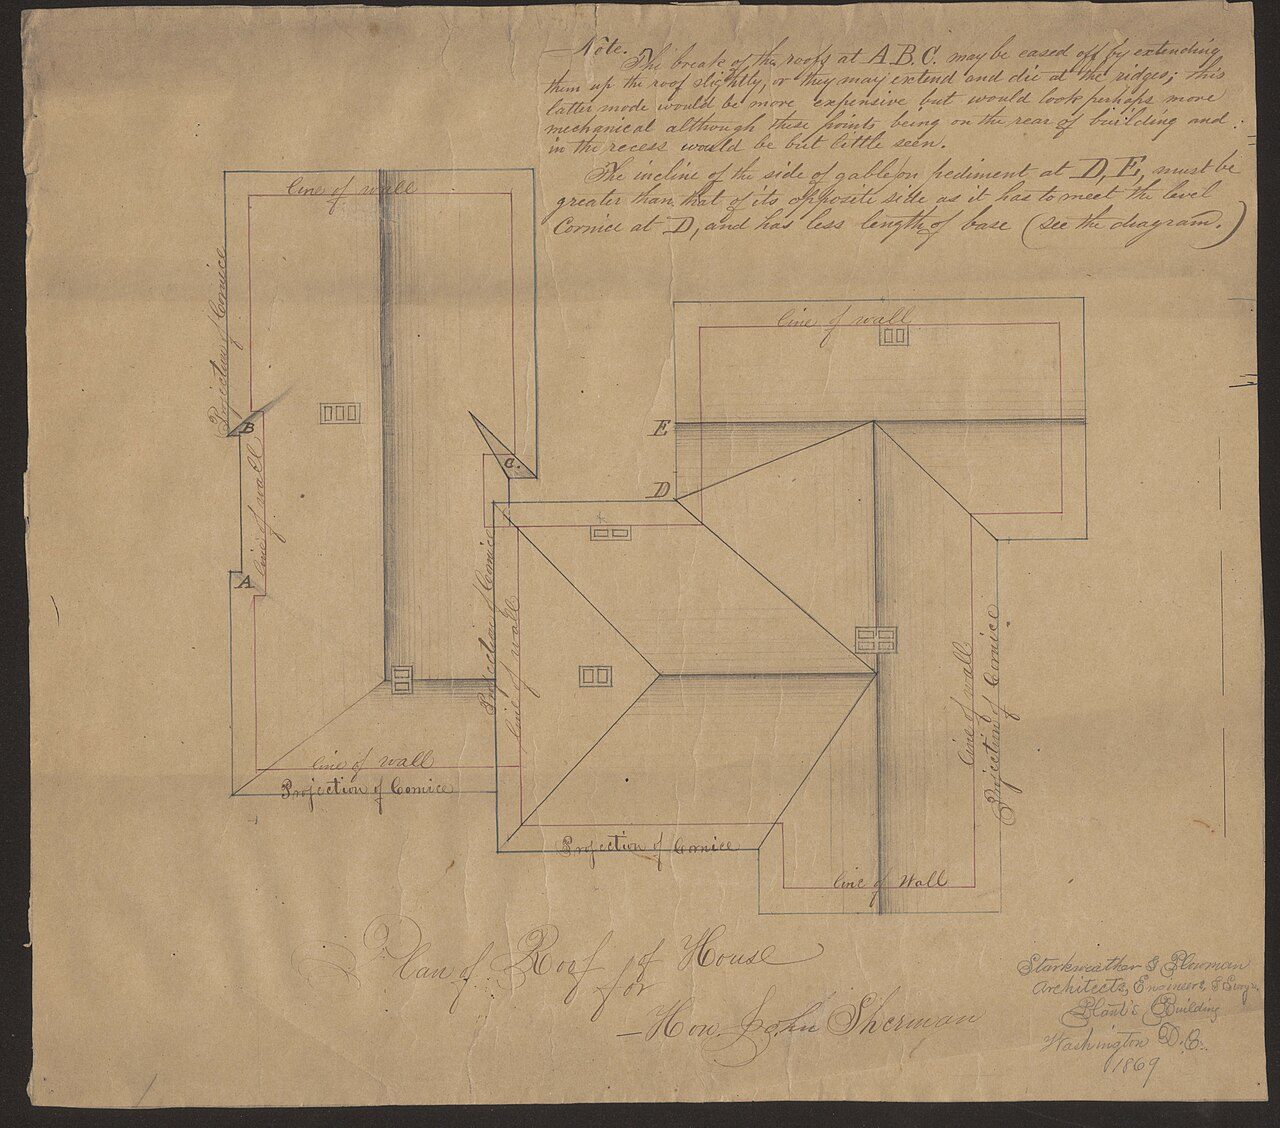 Note.
The break of the roofs at A.B.C. may be eased off by extending
them up the roof slightly, or they may extend and die at the ridges; this
latter mode would be more expensive but would look perhaps more
mechanical although these points being on the rear of building and
in the recess would be but little seen.
The incline of the side of gable on pediment at D, E, must be
greater than that of its opposite side as it has to meet the level
Cornice at D, and has less length of base (see the diagram.)
line of wall
Projection of Cornice
B
line of wall
A
C.
line of wall
E
D
Projection of Cornice
line of wall
line of wall
Projection of Cornice
line of wall
Projection of Cornice
Projection of Cornice
line of Wall
Plan of Roof of House
for
Hon John Sherman
Starkweather & Plowman
Architects, Engineers, &
Plant's Building
Washington D.C.
1869